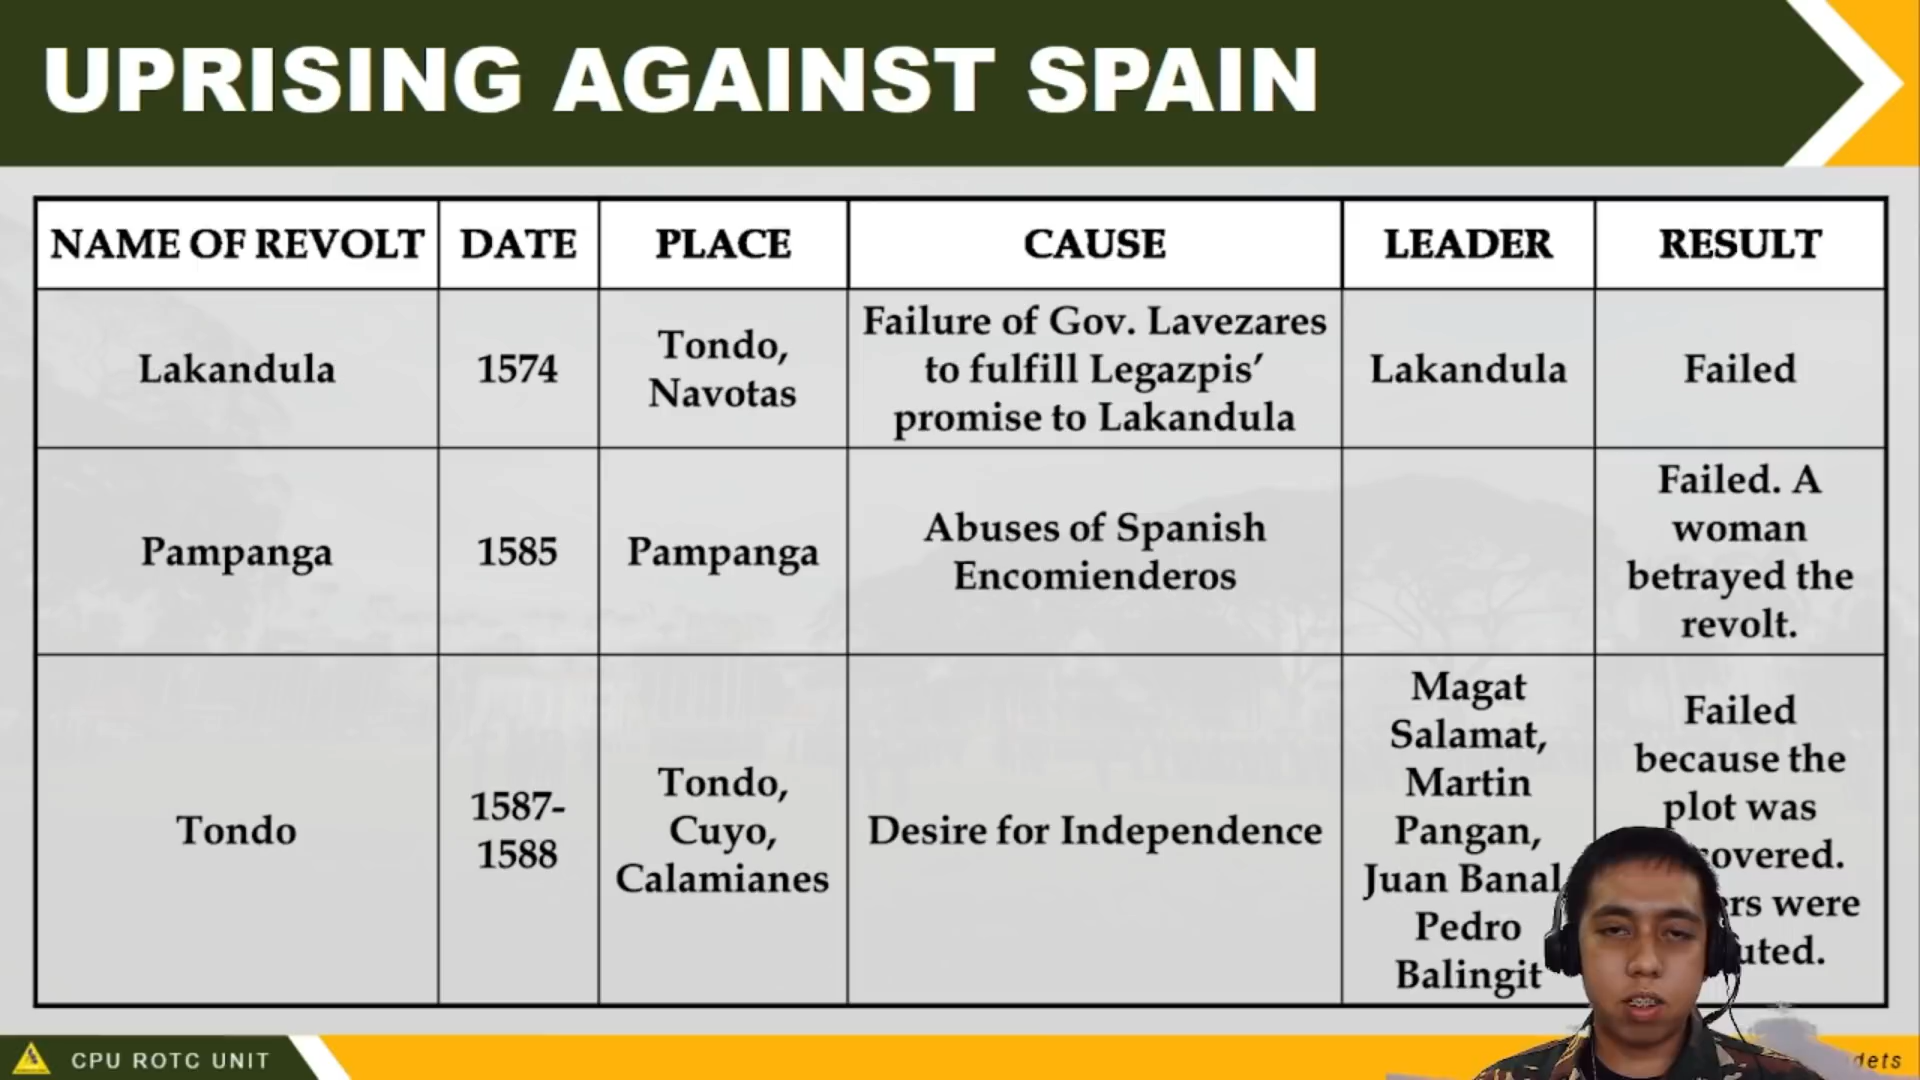 UPRISING AGAINST SPAIN
NAME OF REVOLT DATE PLACE CAUSE LEADER RESULT
Lakandula
1574
Tondo,
Navotas
Failure of Gov. Lavezares
to fulfill Legazpis’
promise to Lakandula
Lakandula
Failed
Pampanga
1585
Pampanga
Abuses of Spanish
Encomienderos
Failed. A
woman
betrayed the
revolt.
Tondo
1587-
1588
Tondo,
Cuyo,
Calamianes
Desire for Independence
Magat
Salamat,
Martin
Pangan,
Juan Banal
Pedro
Balingit
Failed
because the
plot was
were
CPU ROTC UNIT